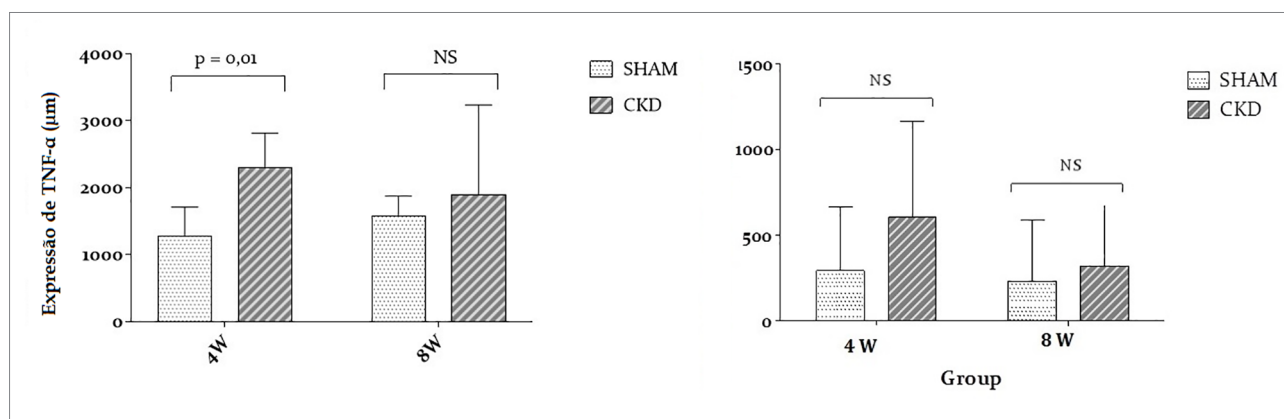 Expressão de TNF-α (µm)
4000
3000
2000
1000
0
p = 0,01
NS
SHAM
CKD
4W
8W
1500
1000
500
0
NS
NS
SHAM
CKD
4 W
8 W
Group